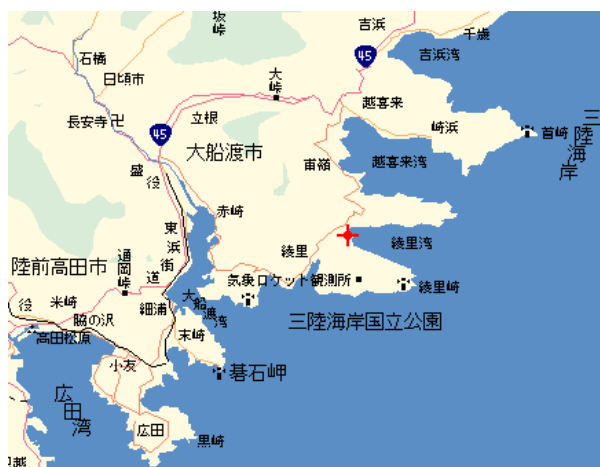 坂峠
吉浜
千歳
吉浜湾
石橋
日頃市
45
大峠
越喜来
崎浜
首崎
三陸海岸
長安寺卍
45
立根
大船渡市
甫嶺
越喜来湾
盛
役
赤崎
東浜街道
綾里
綾里湾
陸前高田市
通岡峠
気象ロケット観測所
綾里崎
役
米崎
細浦
大船渡湾
脇の沢
高田松原
末崎
三陸海岸国立公園
小友
碁石岬
広田湾
広田
黒崎